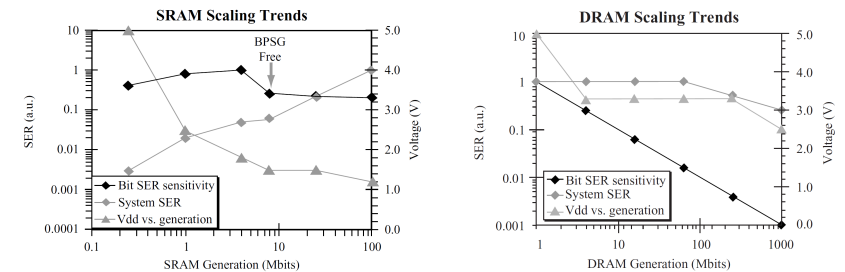 SRAM Scaling Trends
10
1
0.1
0.01
0.001
0.0001
SER (a.u.)
5.0
4.0
3.0
2.0
1.0
0.0
Voltage (V)
BPSG
Free
Bit SER sensitivity
System SER
Vdd vs. generation
0.1
1
10
100
SRAM Generation (Mbits)
DRAM Scaling Trends
10
1
0.1
0.01
0.001
SER (a.u.)
5.0
4.0
3.0
2.0
1.0
0.0
Voltage (V)
Bit SER sensitivity
System SER
Vdd vs. generation
1
10
100
1000
DRAM Generation (Mbits)